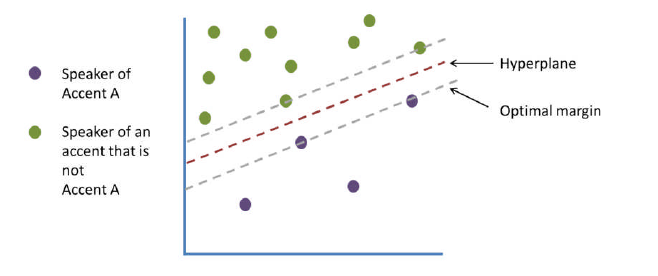 Speaker of
Accent A
Speaker of an
accent that is
not
Accent A
Hyperplane
Optimal margin